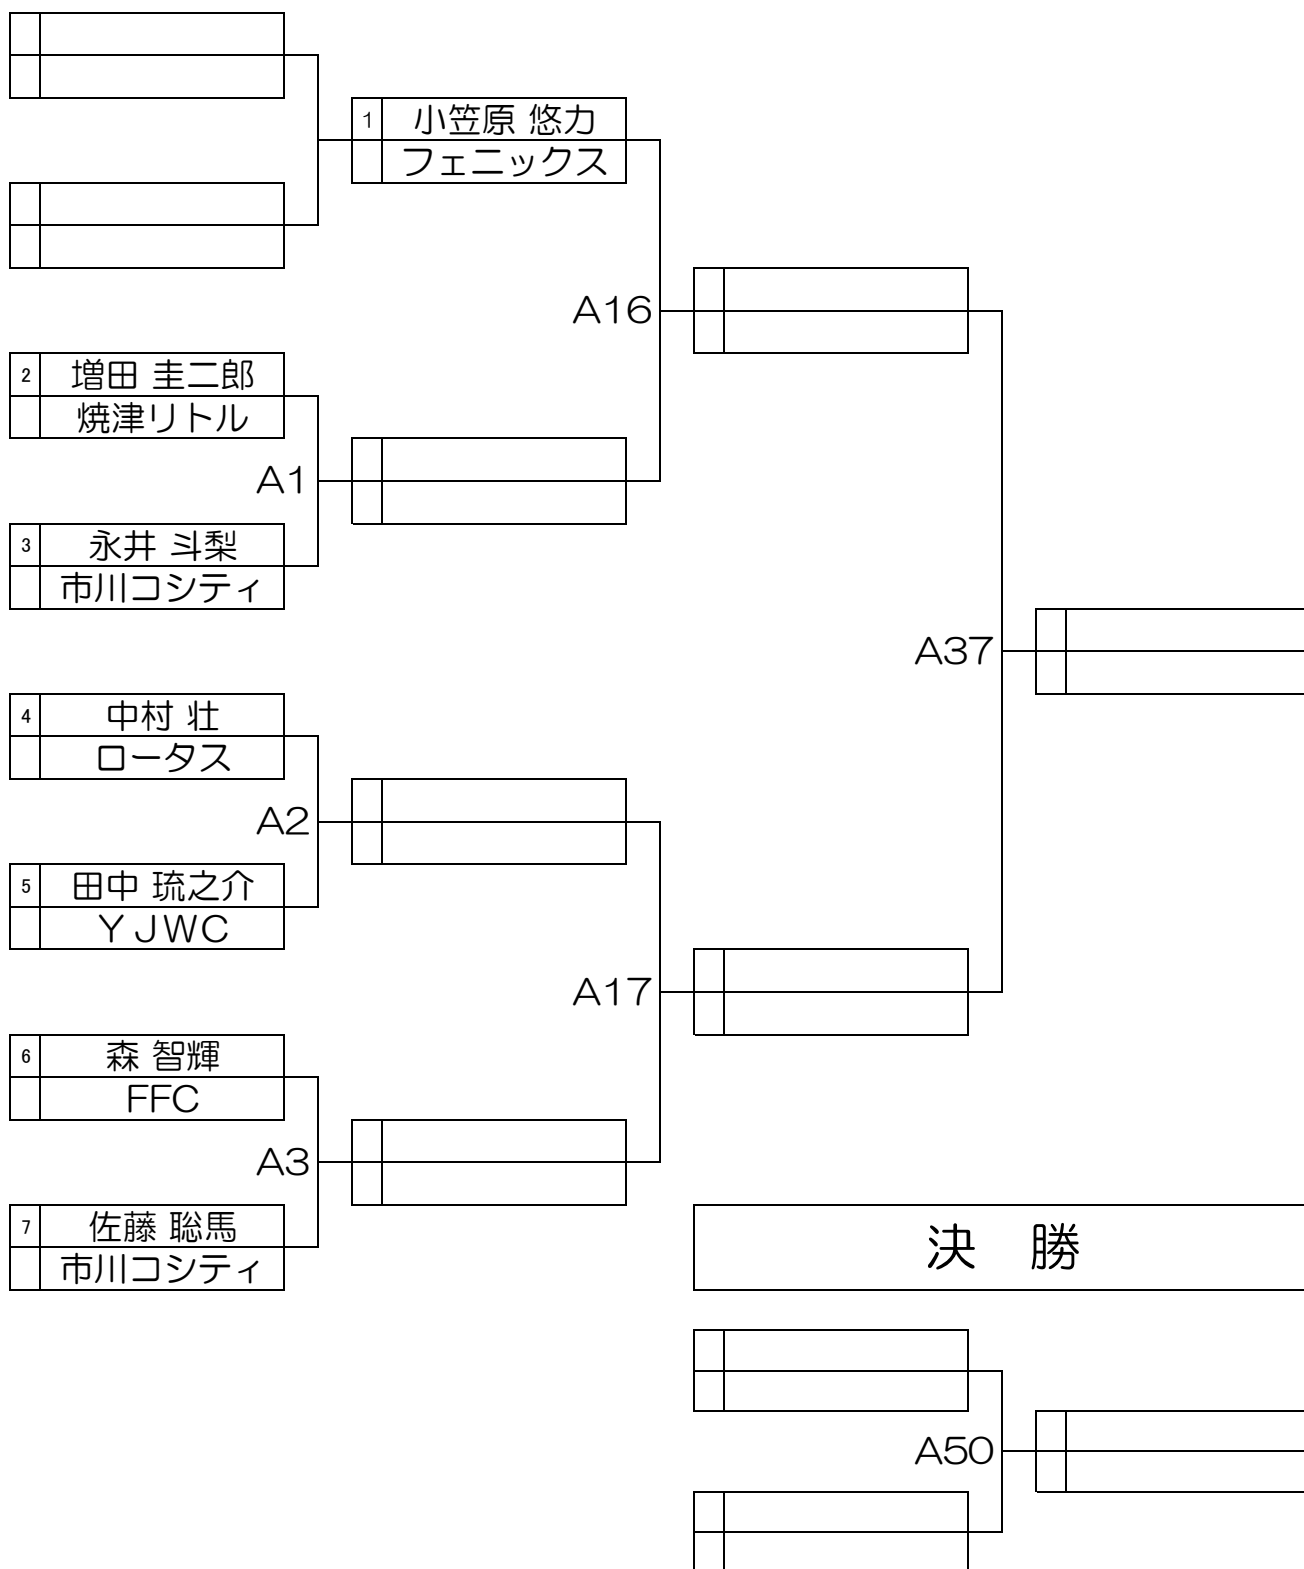 1 小笠原 悠力
フェニックス
A16
2 増田 圭二郎
焼津リトル
A1
3 永井 斗梨
市川コシティ
A37
4 中村 壮
ロータス
A2
5 田中 琉之介
ＹＪWC
A17
6 森 智輝
FFC
A3
7 佐藤 聡馬
市川コシティ
決　勝
A50